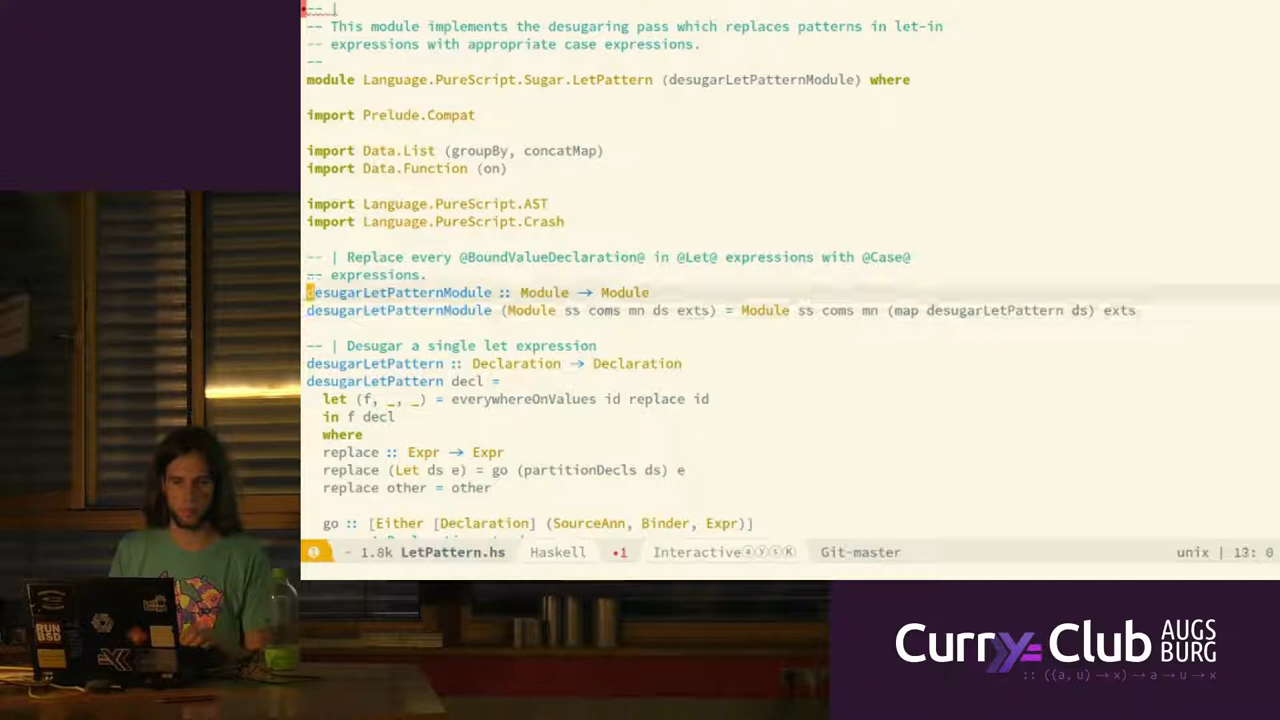 -- |
-- This module implements the desugaring pass which replaces patterns in let-in
-- expressions with appropriate case expressions.
--
module Language.PureScript.Sugar.LetPattern (desugarLetPatternModule) where
import Prelude.Compat
import Data.List (groupBy, concatMap)
import Data.Function (on)
import Language.PureScript.AST
import Language.PureScript.Crash
-- | Replace every @BoundValueDeclaration@ in @Let@ expressions with @Case@
-- expressions.
desugarLetPatternModule :: Module → Module
desugarLetPatternModule (Module ss coms mn ds exts) = Module ss coms mn (map desugarLetPattern ds) exts
-- | Desugar a single let expression
desugarLetPattern :: Declaration → Declaration
desugarLetPattern decl =
let (f, _, _) = everywhereOnValues id replace id
in f decl
where
replace :: Expr → Expr
replace (Let ds e) = go (partitionDecls ds) e
replace other = other
go :: [Either [Declaration] (SourceAnn, Binder, Expr)]
1 - 1.8k LetPattern.hs Haskell •1 Interactive ⓐⓨⓢⓀ Git-master unix | 13: 0
RUN
BSD
Curry Club AUGS
BURG
:: ((a, u) → x) → a → u → x